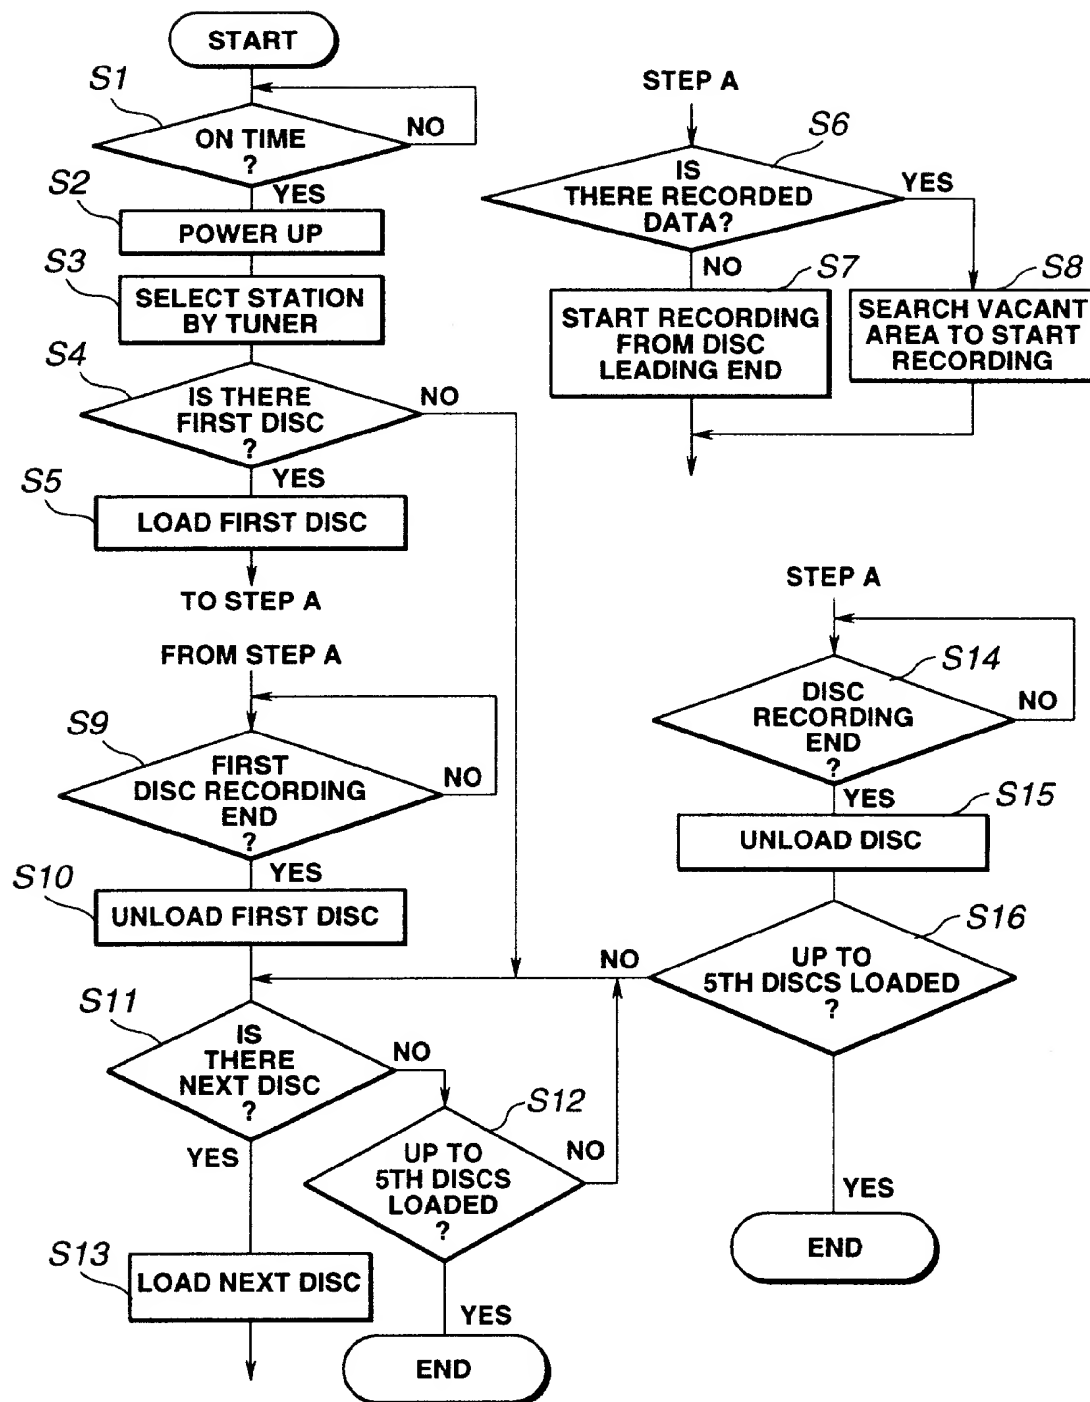 START
S1
ON TIME
?
NO
YES
S2
POWER UP
S3
SELECT STATION
BY TUNER
S4
IS THERE
FIRST DISC
?
NO
YES
S5
LOAD FIRST DISC
TO STEP A
FROM STEP A
S9
FIRST
DISC RECORDING
END
?
NO
YES
S10
UNLOAD FIRST DISC
S11
IS
THERE
NEXT DISC
?
NO
YES
S12
UP TO
5TH DISCS
LOADED
?
NO
YES
END
S13
LOAD NEXT DISC
STEP A
S6
IS
THERE RECORDED
DATA?
YES
NO
S7
START RECORDING
FROM DISC
LEADING END
S8
SEARCH VACANT
AREA TO START
RECORDING
STEP A
S14
DISC
RECORDING
END
?
NO
YES
S15
UNLOAD DISC
S16
UP TO
5TH DISCS LOADED
?
NO
YES
END